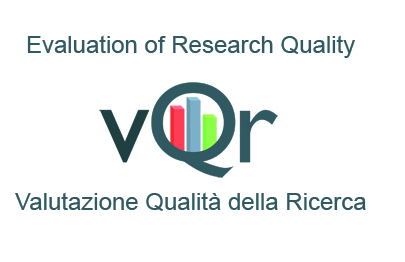 Evaluation of Research Quality
vQr
Valutazione Qualità della Ricerca